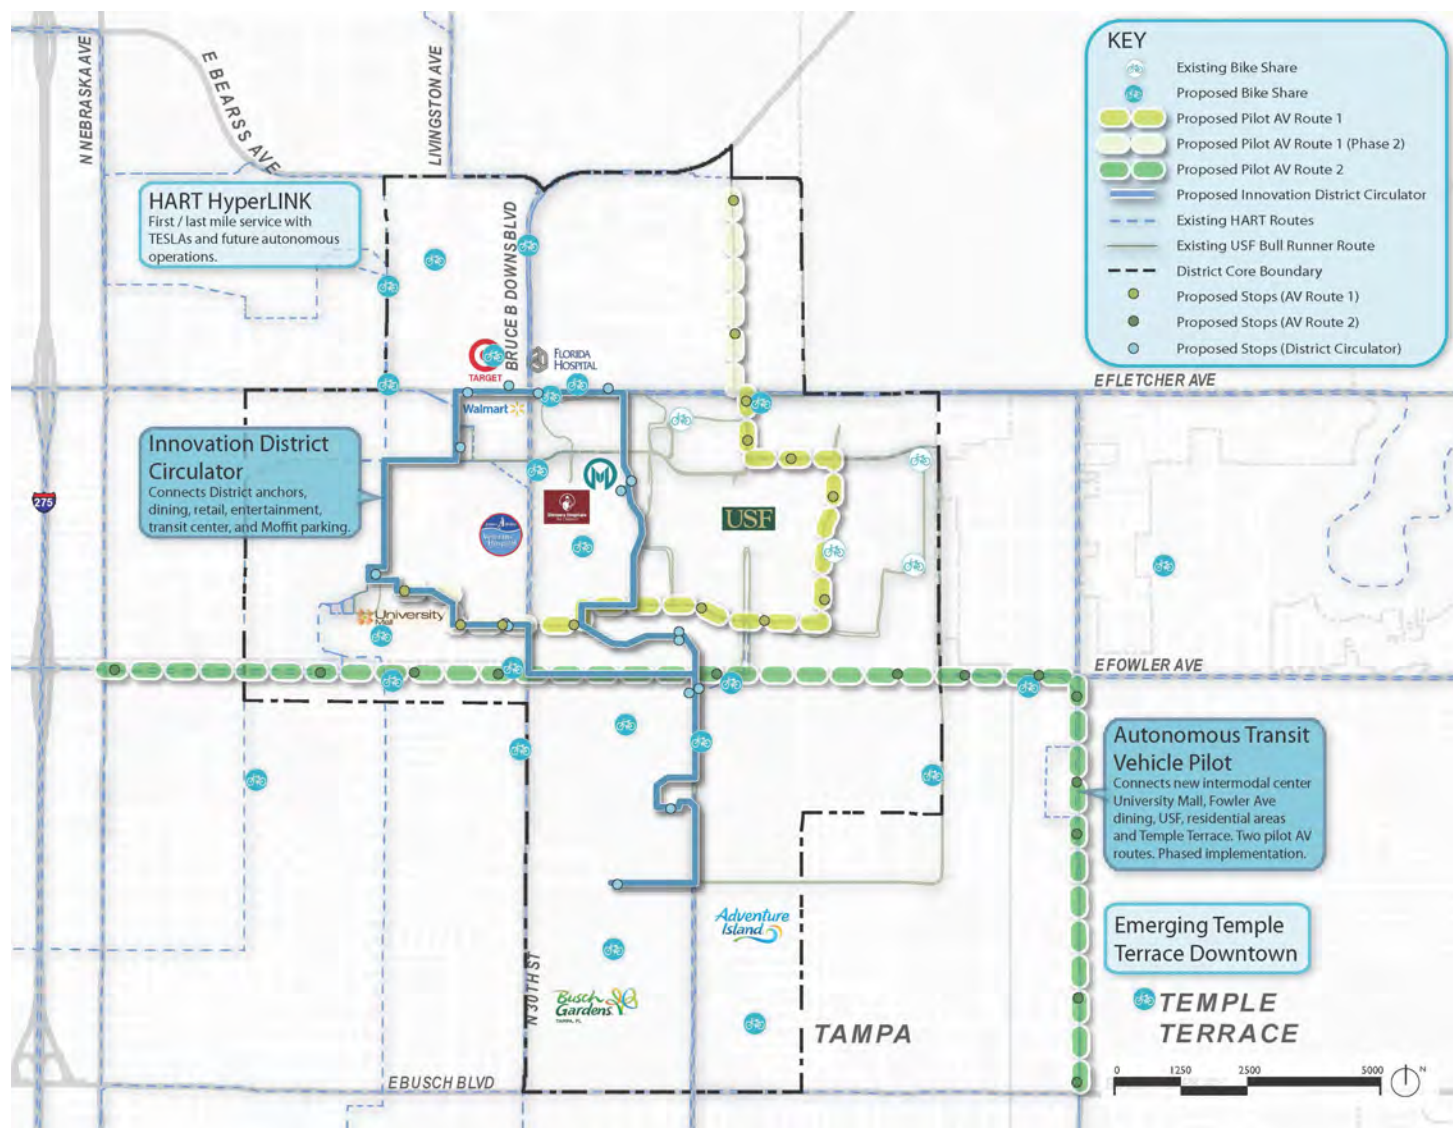 KEY
Existing Bike Share
Proposed Bike Share
Proposed Pilot AV Route 1
Proposed Pilot AV Route 1 (Phase 2)
Proposed Pilot AV Route 2
Proposed Innovation District Circulator
Existing HART Routes
Existing USF Bull Runner Route
District Core Boundary
Proposed Stops (AV Route 1)
Proposed Stops (AV Route 2)
Proposed Stops (District Circulator)
N NEBRASKA AVE
E BEARSS AVE
LIVINGSTON AVE
HART HyperLINK
First / last mile service with
TESLAs and future autonomous
operations.
BRUCE B DOWNS BLVD
TARGET
FLORIDA
HOSPITAL
E FLETCHER AVE
Walmart
Innovation District
Circulator
Connects District anchors,
dining, retail, entertainment,
transit center, and Moffit parking.
275
USF
University
Mall
E FOWLER AVE
Autonomous Transit
Vehicle Pilot
Connects new intermodal center
University Mall, Fowler Ave
dining, USF, residential areas
and Temple Terrace. Two pilot AV
routes. Phased implementation.
Adventure
Island
Emerging Temple
Terrace Downtown
N 30TH ST
Busch
Gardens
TAMPA, FL
TAMPA
TEMPLE
TERRACE
E BUSCH BLVD
0 1250 2500 5000
N